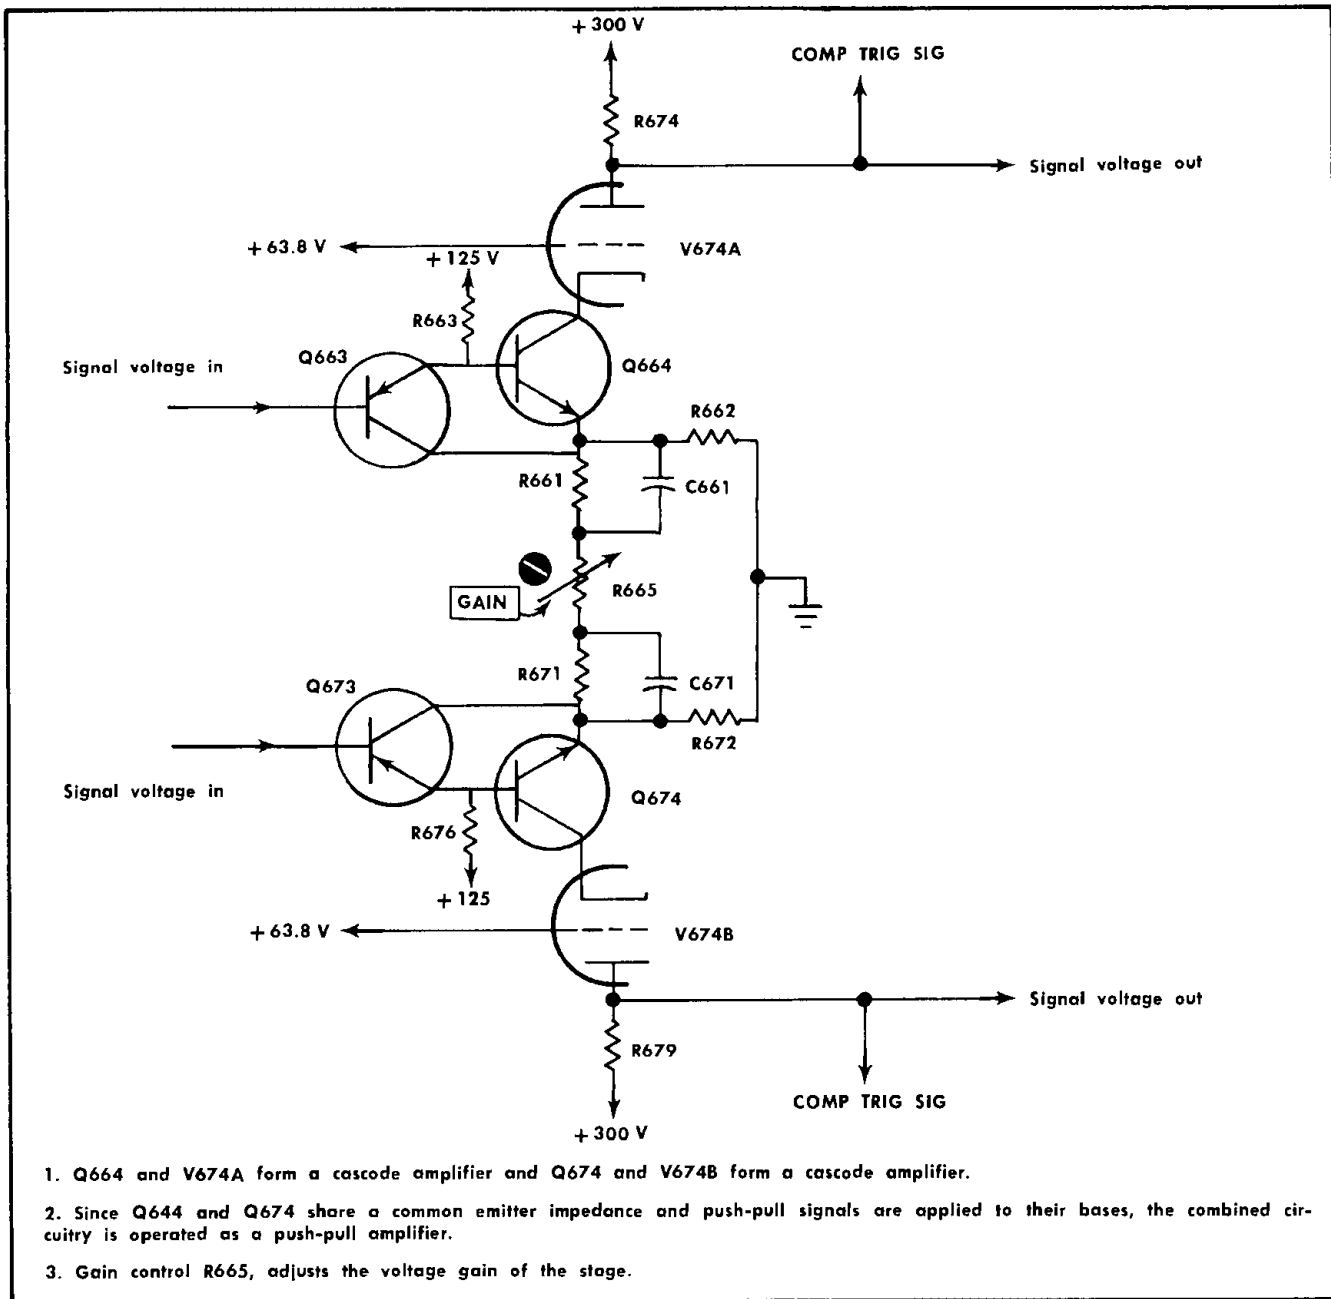 + 300 V
COMP TRIG SIG
R674
Signal voltage out
+ 63.8 V
V674A
+ 125 V
R663
Q663
Signal voltage in
Q664
R662
R661
C661
GAIN
R665
R671
C671
Q673
R672
Signal voltage in
Q674
R676
+ 125
+ 63.8 V
V674B
Signal voltage out
R679
COMP TRIG SIG
+ 300 V
1. Q664 and V674A form a cascode amplifier and Q674 and V674B form a cascode amplifier.
2. Since Q644 and Q674 share a common emitter impedance and push-pull signals are applied to their bases, the combined cir-
cuitry is operated as a push-pull amplifier.
3. Gain control R665, adjusts the voltage gain of the stage.